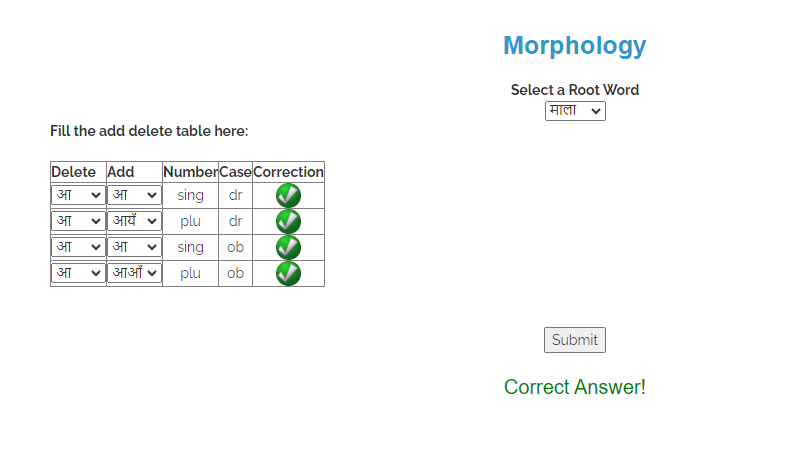 Morphology
Select a Root Word
माला
Fill the add delete table here:
Delete Add Number Case Correction
आ आ sing dr
आ आयें plu dr
आ आ sing ob
आ आओं plu ob
Submit
Correct Answer!